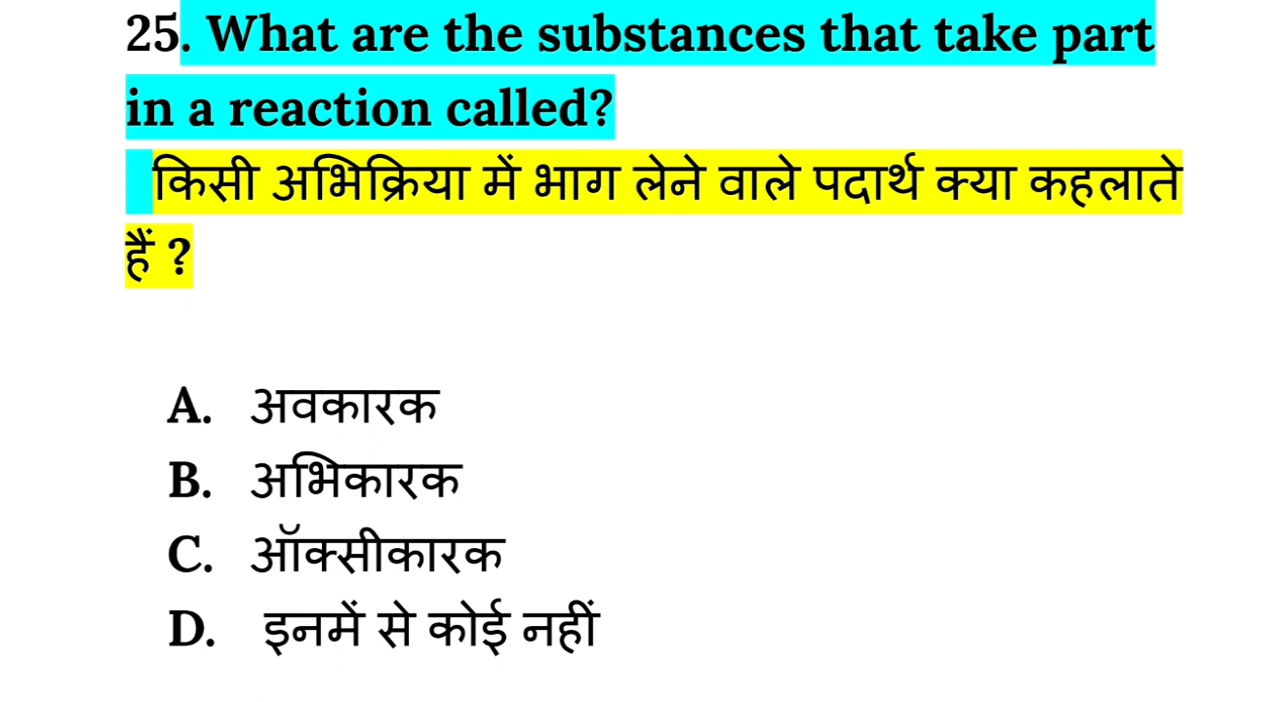 25. What are the substances that take part
in a reaction called?
किसी अभिक्रिया में भाग लेने वाले पदार्थ क्या कहलाते
हैं ?
A. अवकारक
B. अभिकारक
C. ऑक्सीकारक
D. इनमें से कोई नहीं